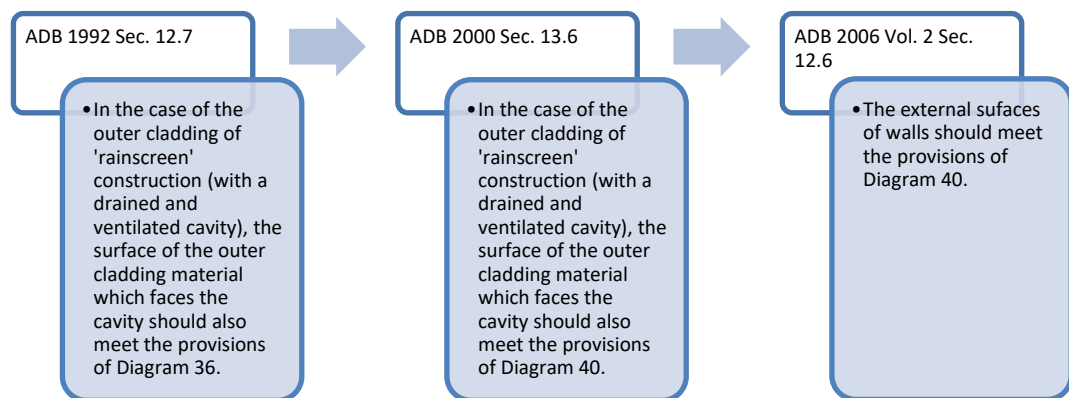 ADB 1992 Sec. 12.7
•In the case of the
outer cladding of
'rainscreen'
construction (with a
drained and
ventilated cavity), the
surface of the outer
cladding material
which faces the
cavity should also
meet the provisions
of Diagram 36.
ADB 2000 Sec. 13.6
•In the case of the
outer cladding of
'rainscreen'
construction (with a
drained and
ventilated cavity), the
surface of the outer
cladding material
which faces the
cavity should also
meet the provisions
of Diagram 40.
ADB 2006 Vol. 2 Sec.
12.6
•The external sufaces
of walls should meet
the provisions of
Diagram 40.